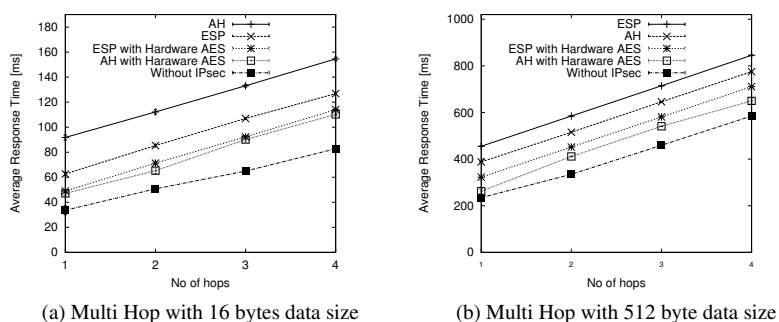 Average Response Time [ms]
180
160
140
120
100
80
60
40
20
0
AH
ESP
ESP with Hardware AES
AH with Haraware AES
Without IPsec
1 2 3 4
No of hops
(a) Multi Hop with 16 bytes data size
Average Response Time [ms]
1000
800
600
400
200
0
ESP
AH
ESP with Hardware AES
AH with Haraware AES
Without IPsec
1 2 3 4
No of hops
(b) Multi Hop with 512 byte data size